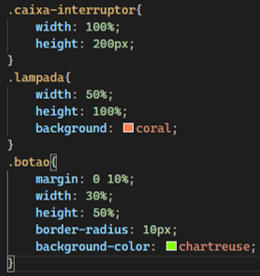 .caixa-interruptor{
width: 100%;
height: 200px;
}
.lampada{
width: 50%;
height: 100%;
background: coral;
}
.botao{
margin: 0 10%;
width: 30%;
height: 50%;
border-radius: 10px;
background-color: chartreuse;
}